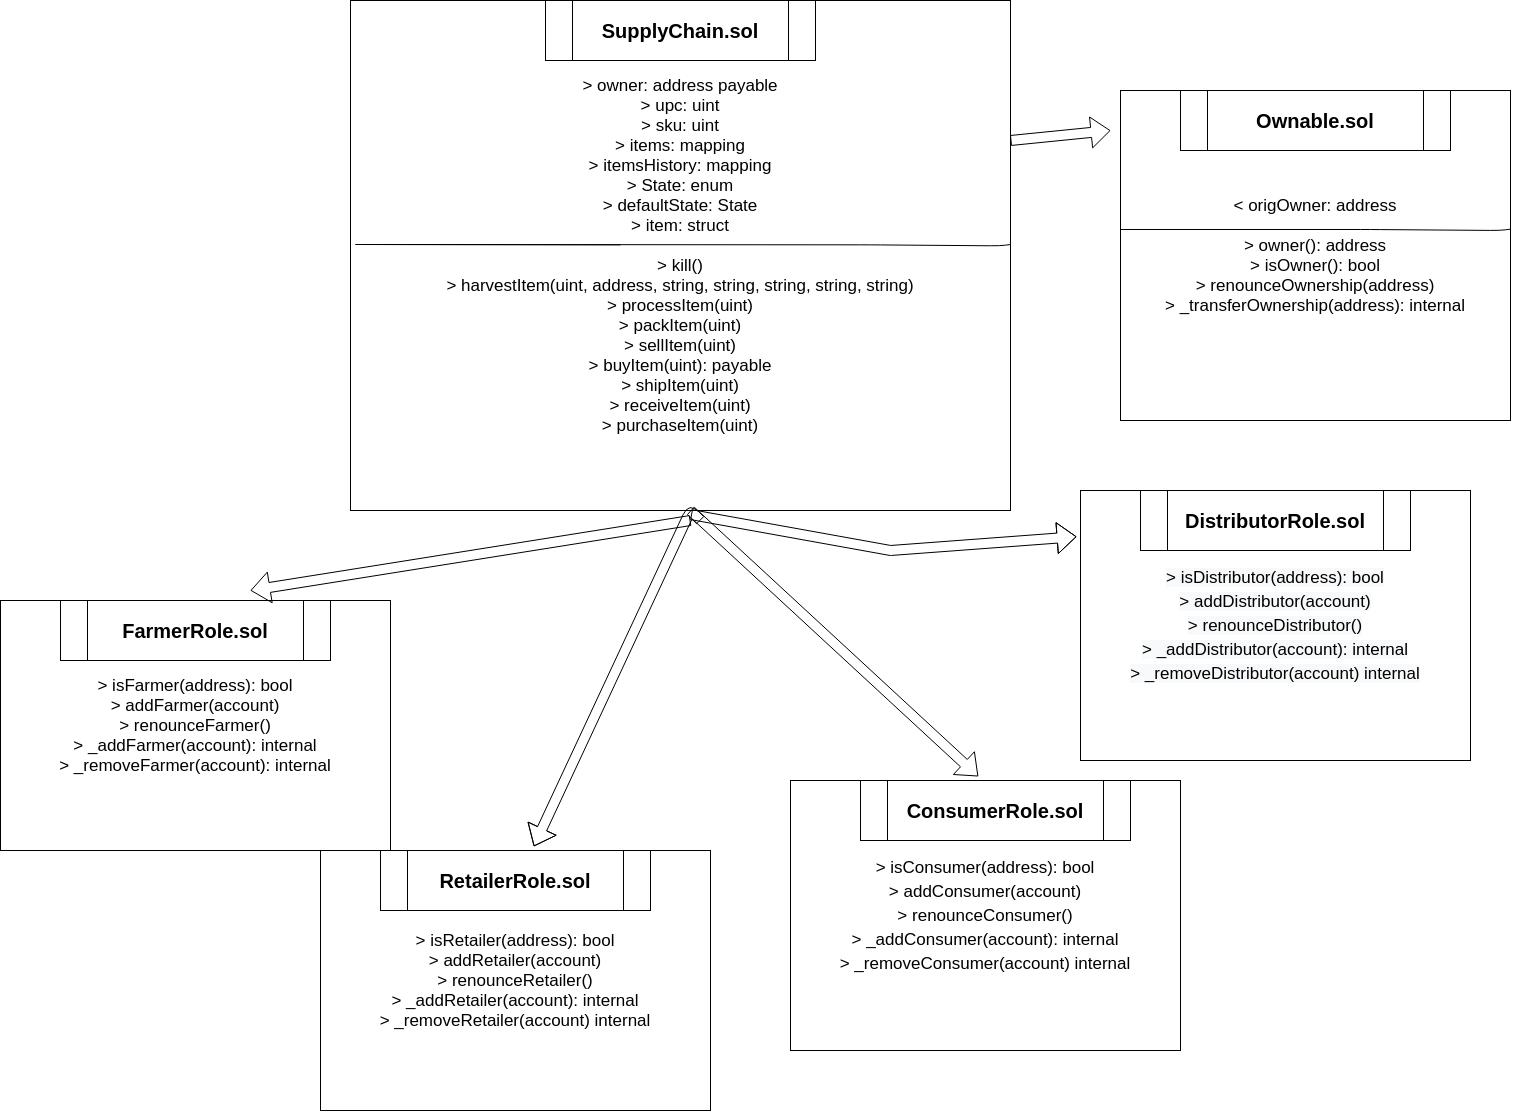 SupplyChain.sol
> owner: address payable
> upc: uint
> sku: uint
> items: mapping
> itemsHistory: mapping
> State: enum
> defaultState: State
> item: struct
> kill()
> harvestItem(uint, address, string, string, string, string, string)
> processItem(uint)
> packItem(uint)
> sellItem(uint)
> buyItem(uint): payable
> shipItem(uint)
> receiveItem(uint)
> purchaseItem(uint)
Ownable.sol
< origOwner: address
> owner(): address
> isOwner(): bool
> renounceOwnership(address)
> _transferOwnership(address): internal
DistributorRole.sol
> isDistributor(address): bool
> addDistributor(account)
> renounceDistributor()
> _addDistributor(account): internal
> _removeDistributor(account) internal
FarmerRole.sol
> isFarmer(address): bool
> addFarmer(account)
> renounceFarmer()
> _addFarmer(account): internal
> _removeFarmer(account): internal
RetailerRole.sol
> isRetailer(address): bool
> addRetailer(account)
> renounceRetailer()
> _addRetailer(account): internal
> _removeRetailer(account) internal
ConsumerRole.sol
> isConsumer(address): bool
> addConsumer(account)
> renounceConsumer()
> _addConsumer(account): internal
> _removeConsumer(account) internal